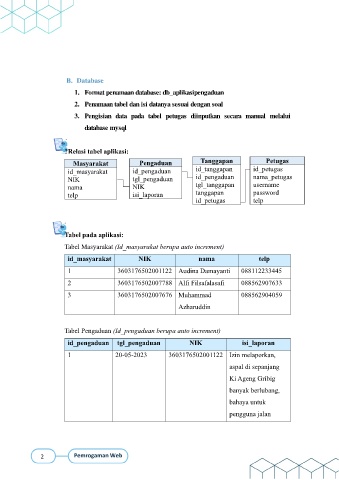 B. Database
1. Format penamaan database: db_aplikasipengaduan
2. Penamaan tabel dan isi datanya sesuai dengan soal
3. Pengisian data pada tabel petugas diinputkan secara manual melalui
database mysql
Relasi tabel aplikasi:
Masyarakat
id_masyarakat
NIK
nama
telp
Pengaduan
id_pengaduan
tgl_pengaduan
NIK
isi_laporan
Tanggapan
id_tanggapan
id_pengaduan
tgl_tanggapan
tanggapan
id_petugas
Petugas
id_petugas
nama_petugas
username
password
telp
Tabel pada aplikasi:
Tabel Masyarakat (Id_masyarakat berupa auto increment)
id_masyarakat NIK nama telp
1 3603176502001122 Audina Damayanti 088112233445
2 3603176502007788 Alfi Filsafalasafi 088562907633
3 3603176502007676 Muhammad 088562904059
Azharuddin
Tabel Pengaduan (Id_pengaduan berupa auto increment)
id_pengaduan tgl_pengaduan NIK isi_laporan
1 20-05-2023 3603176502001122 Izin melaporkan,
aspal di sepanjang
Ki Ageng Gribig
banyak berlubang,
bahaya untuk
pengguna jalan
2 Pemrogaman Web